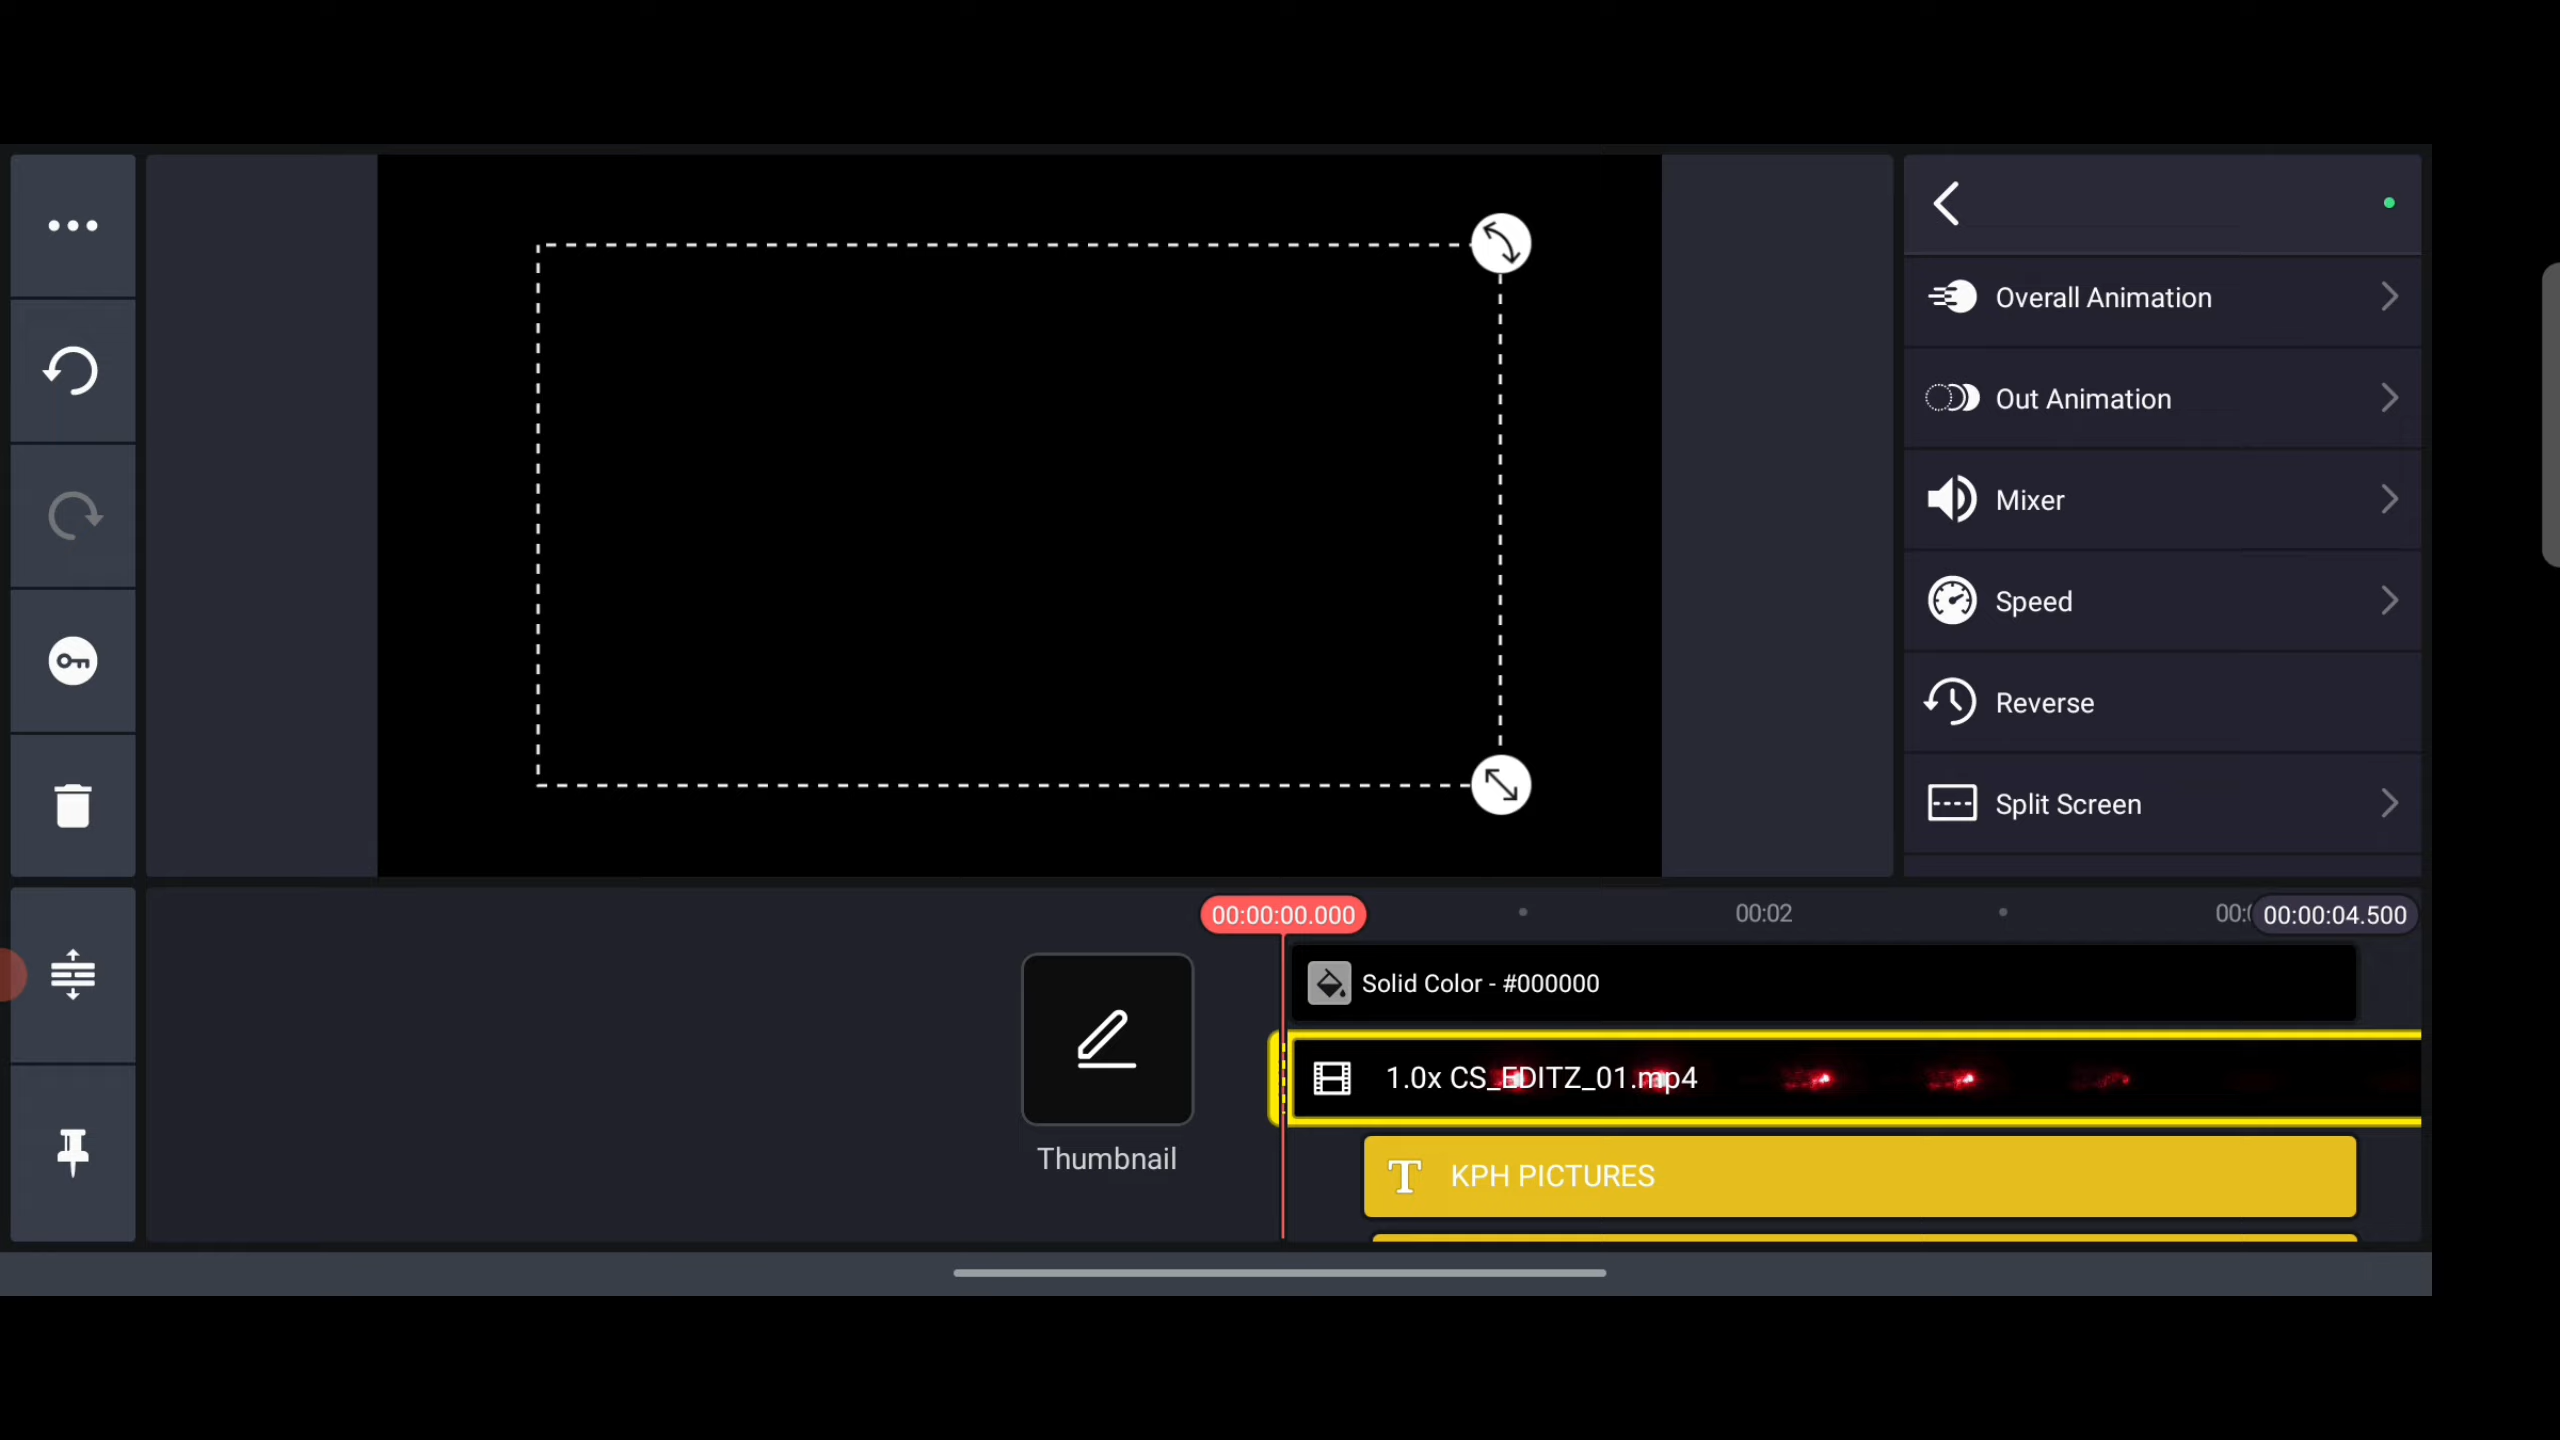 Overall Animation
Out Animation
Mixer
Speed
Reverse
Split Screen
00:00:00.000
00:02
00:00:04.500
Solid Color - #000000
1.0x CS_EDITZ_01.mp4
Thumbnail
T KPH PICTURES